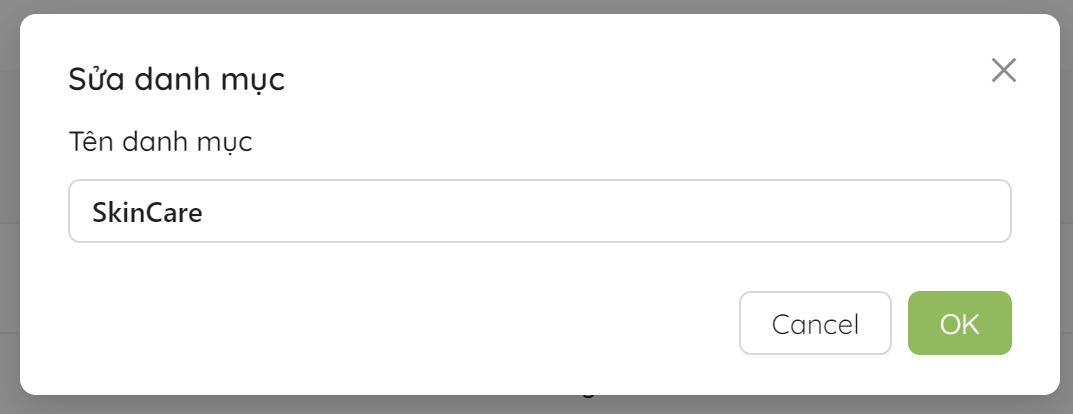 Sửa danh mục
Tên danh mục
SkinCare
Cancel
OK